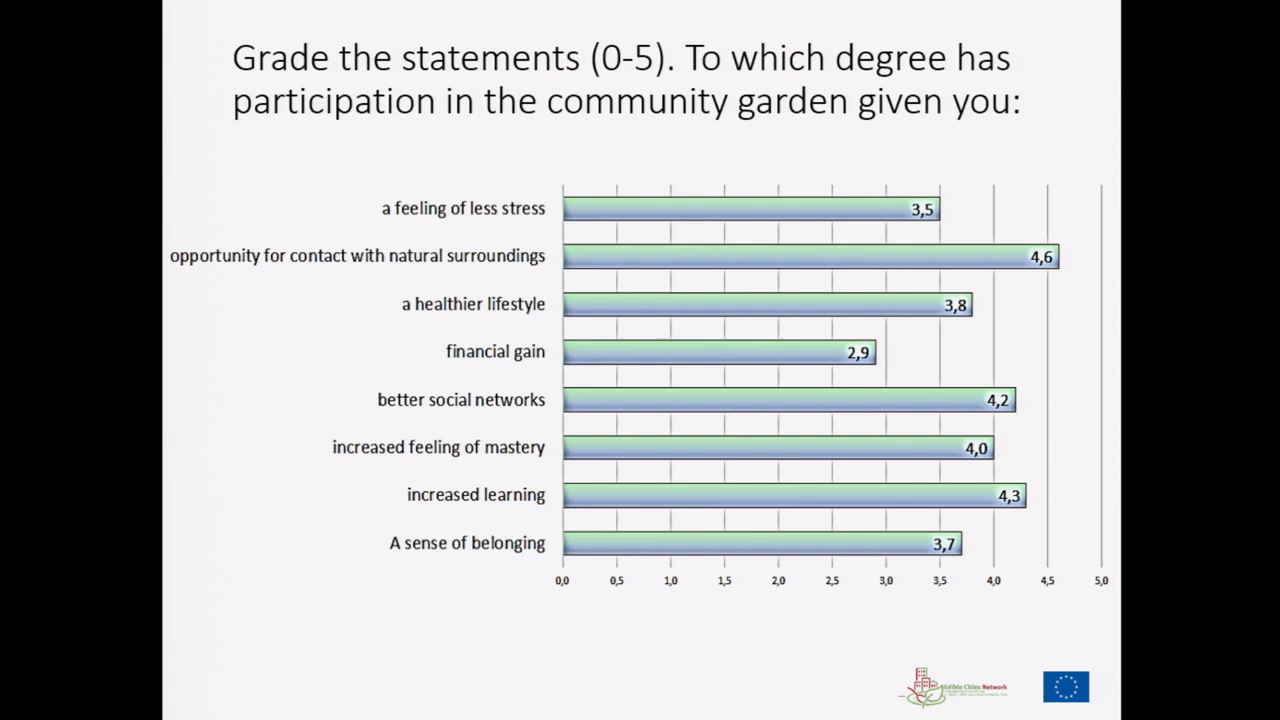 Grade the statements (0-5). To which degree has
participation in the community garden given you:
a feeling of less stress
3,5
opportunity for contact with natural surroundings
4,6
a healthier lifestyle
3,8
financial gain
2,9
better social networks
4,2
increased feeling of mastery
4,0
increased learning
4,3
A sense of belonging
3,7
0,0 0,5 1,0 1,5 2,0 2,5 3,0 3,5 4,0 4,5 5,0
Edible Cities Network